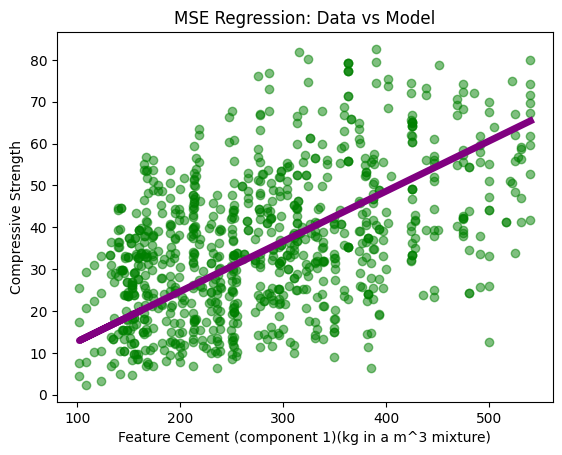 MSE Regression: Data vs Model
Compressive Strength
80
70
60
50
40
30
20
10
0
100 200 300 400 500
Feature Cement (component 1)(kg in a m^3 mixture)